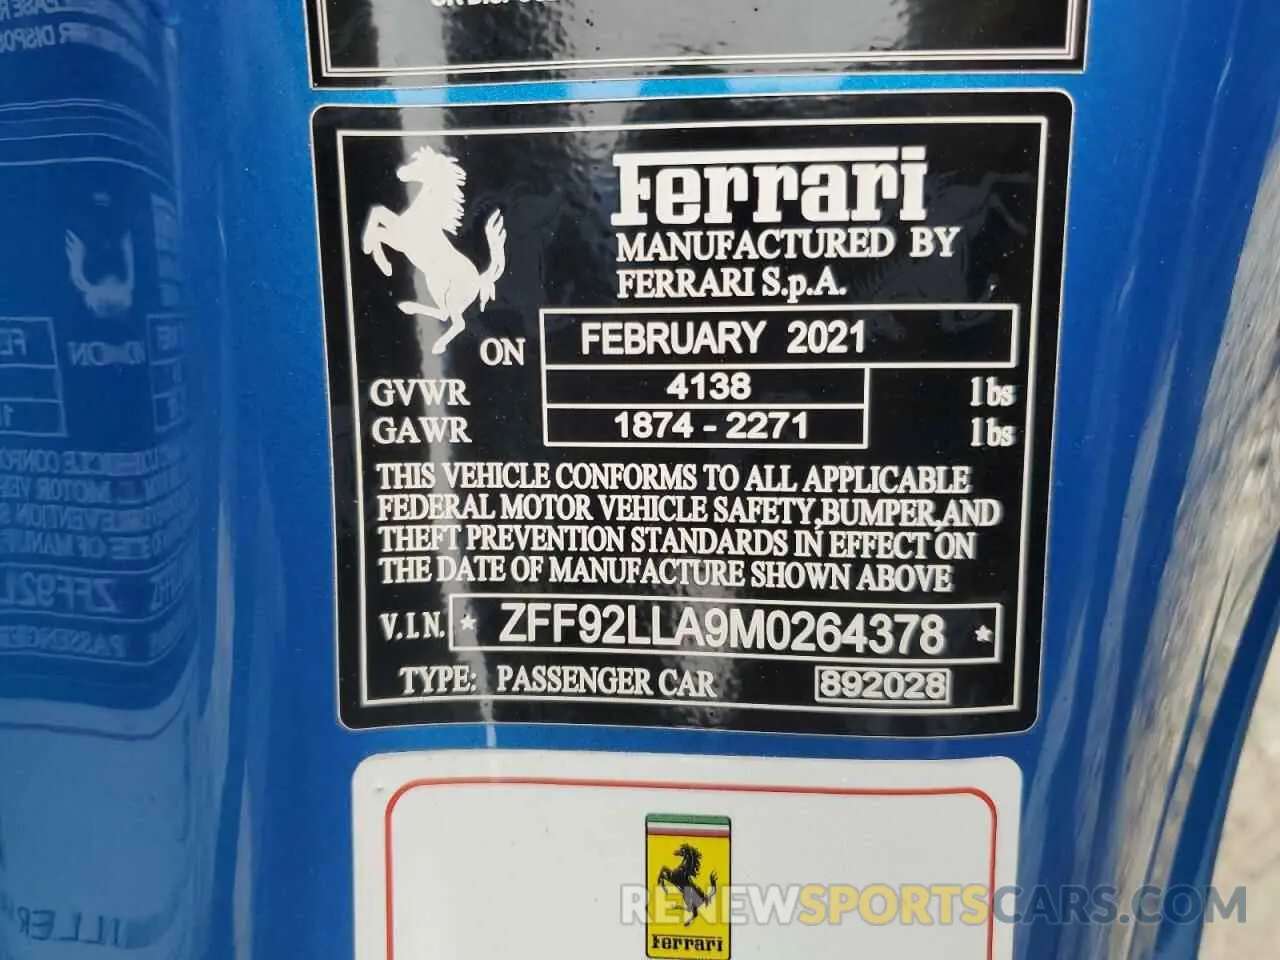 Ferrari
MANUFACTURED BY
FERRARI S.p.A.
ON FEBRUARY 2021
GVWR 4138 lbs
GAWR 1874 - 2271 lbs
THIS VEHICLE CONFORMS TO ALL APPLICABLE
FEDERAL MOTOR VEHICLE SAFETY,BUMPER,AND
THEFT PREVENTION STANDARDS IN EFFECT ON
THE DATE OF MANUFACTURE SHOWN ABOVE
V.I.N. * ZFF92LLA9M0264378 *
TYPE: PASSENGER CAR 892028
Ferrari
RENEWSPORTSCARS.COM